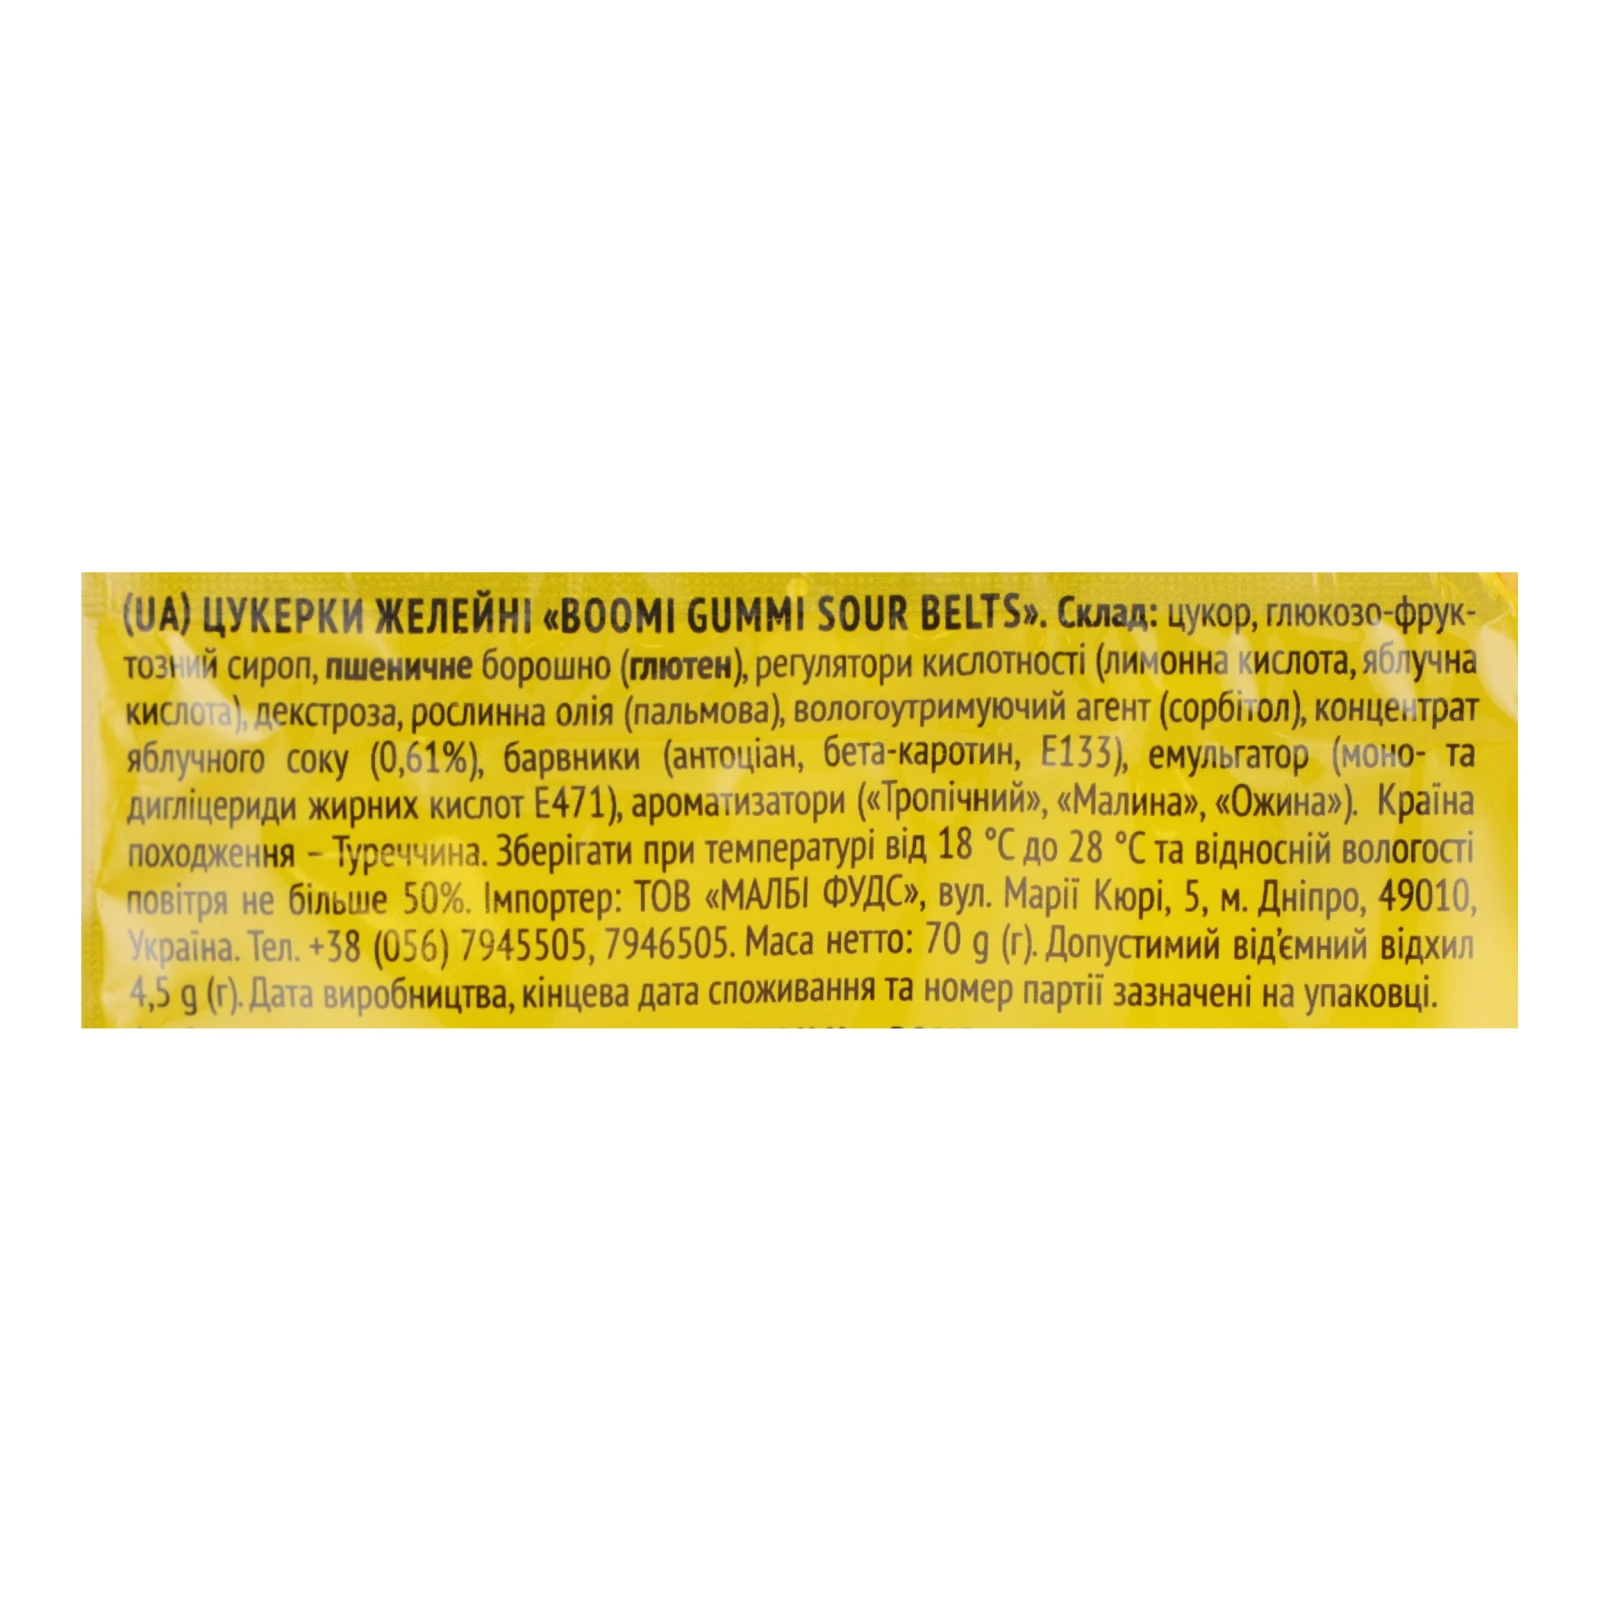 (UA) ЦУКЕРКИ ЖЕЛЕЙНІ «BOOMI GUMMI SOUR BELTS». Склад: цукор, глюкозо-фрук-
тозний сироп, пшеничне борошно (глютен), регулятори кислотності (лимонна кислота, яблучна
кислота), декстроза, рослинна олія (пальмова), вологоутримуючий агент (сорбітол), концентрат
яблучного соку (0,61%), барвники (антоціан, бета-каротин, Е133), емульгатор (моно- та
дигліцериди жирних кислот Е471), ароматизатори («Тропічний», «Малина», «Ожина»). Країна
походження – Туреччина. Зберігати при температурі від 18 °С до 28 °С та відносній вологості
повітря не більше 50%. Імпортер: ТОВ «МАЛБІ ФУДС», вул. Марії Кюрі, 5, м. Дніпро, 49010,
Україна. Тел. +38 (056) 7945505, 7946505. Маса нетто: 70 g (г). Допустимий від'ємний відхил
4,5 g (г). Дата виробництва, кінцева дата споживання та номер партії зазначені на упаковці.